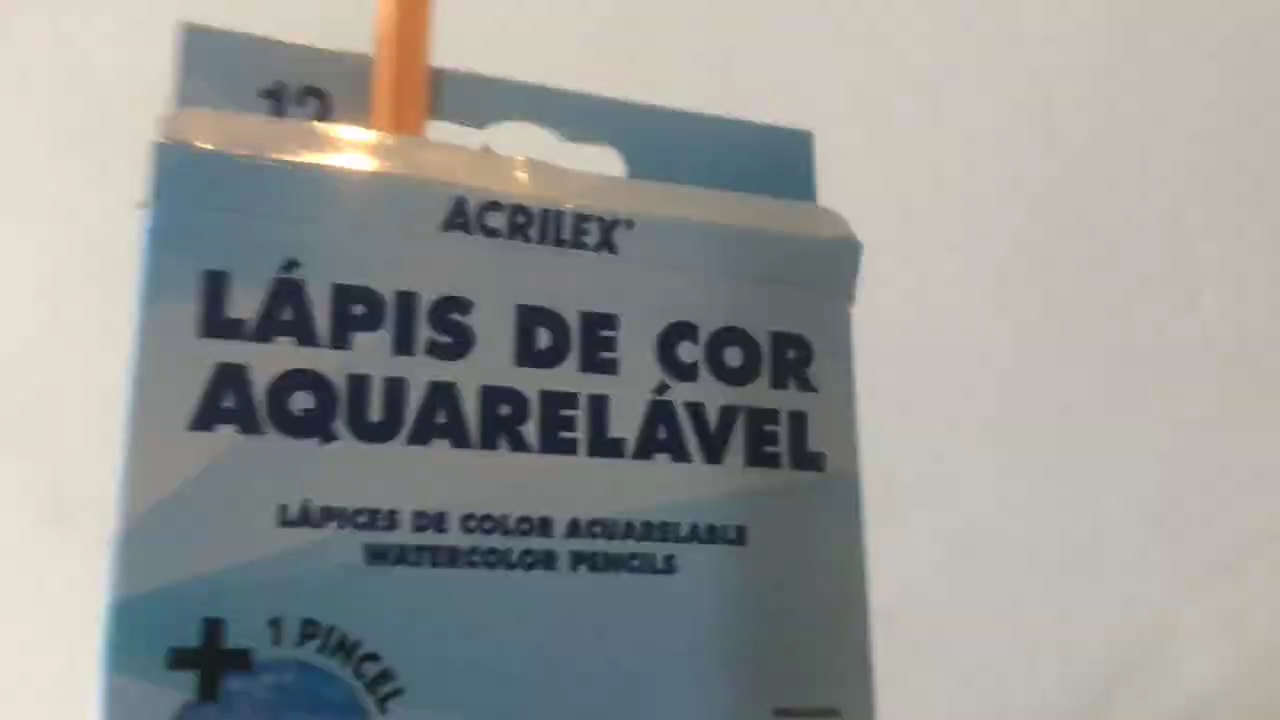 12
ACRILEX
LÁPIS DE COR
AQUARELÁVEL
LÁPICES DE COLOR ACUARELABLE
WATERCOLOR PENCILS
+ 1 PINCEL